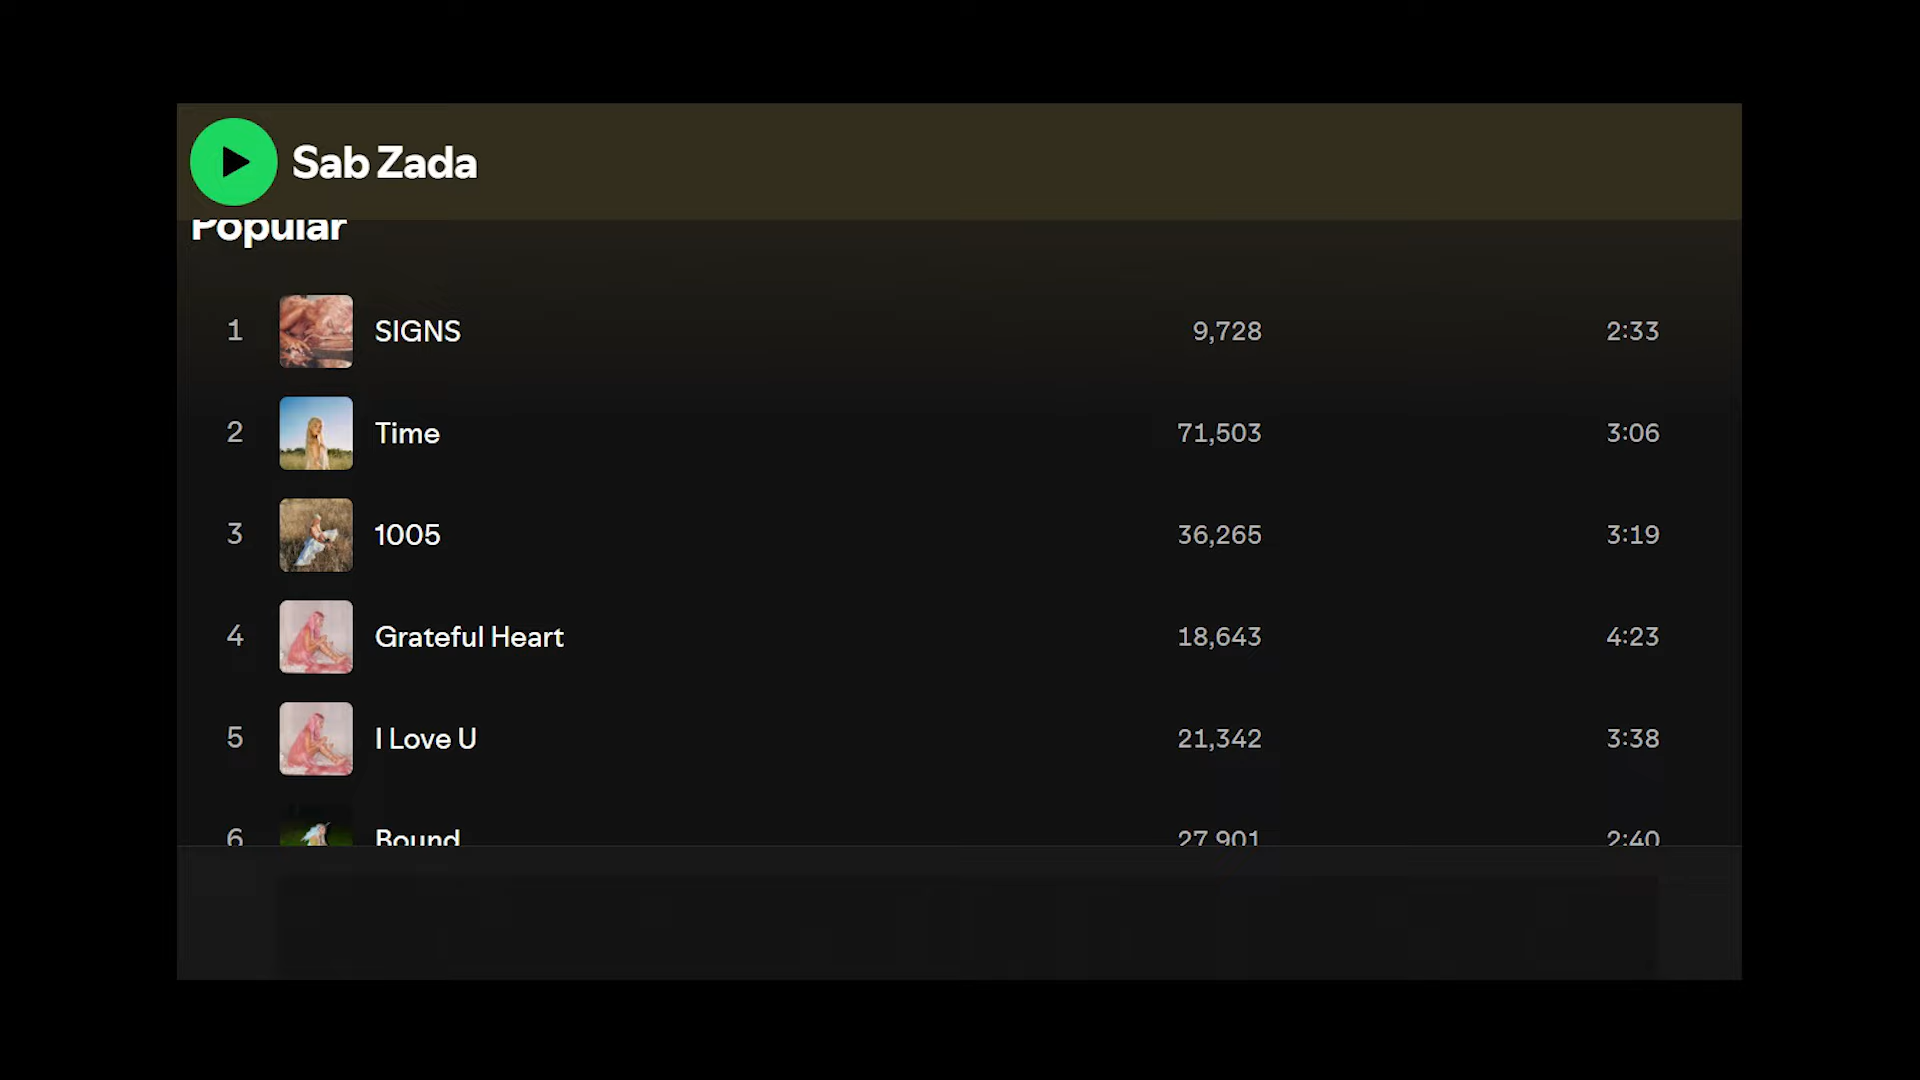 Sab Zada
Popular
1 SIGNS 9,728 2:33
2 Time 71,503 3:06
3 1005 36,265 3:19
4 Grateful Heart 18,643 4:23
5 I Love U 21,342 3:38
6 Bound 27,901 2:40